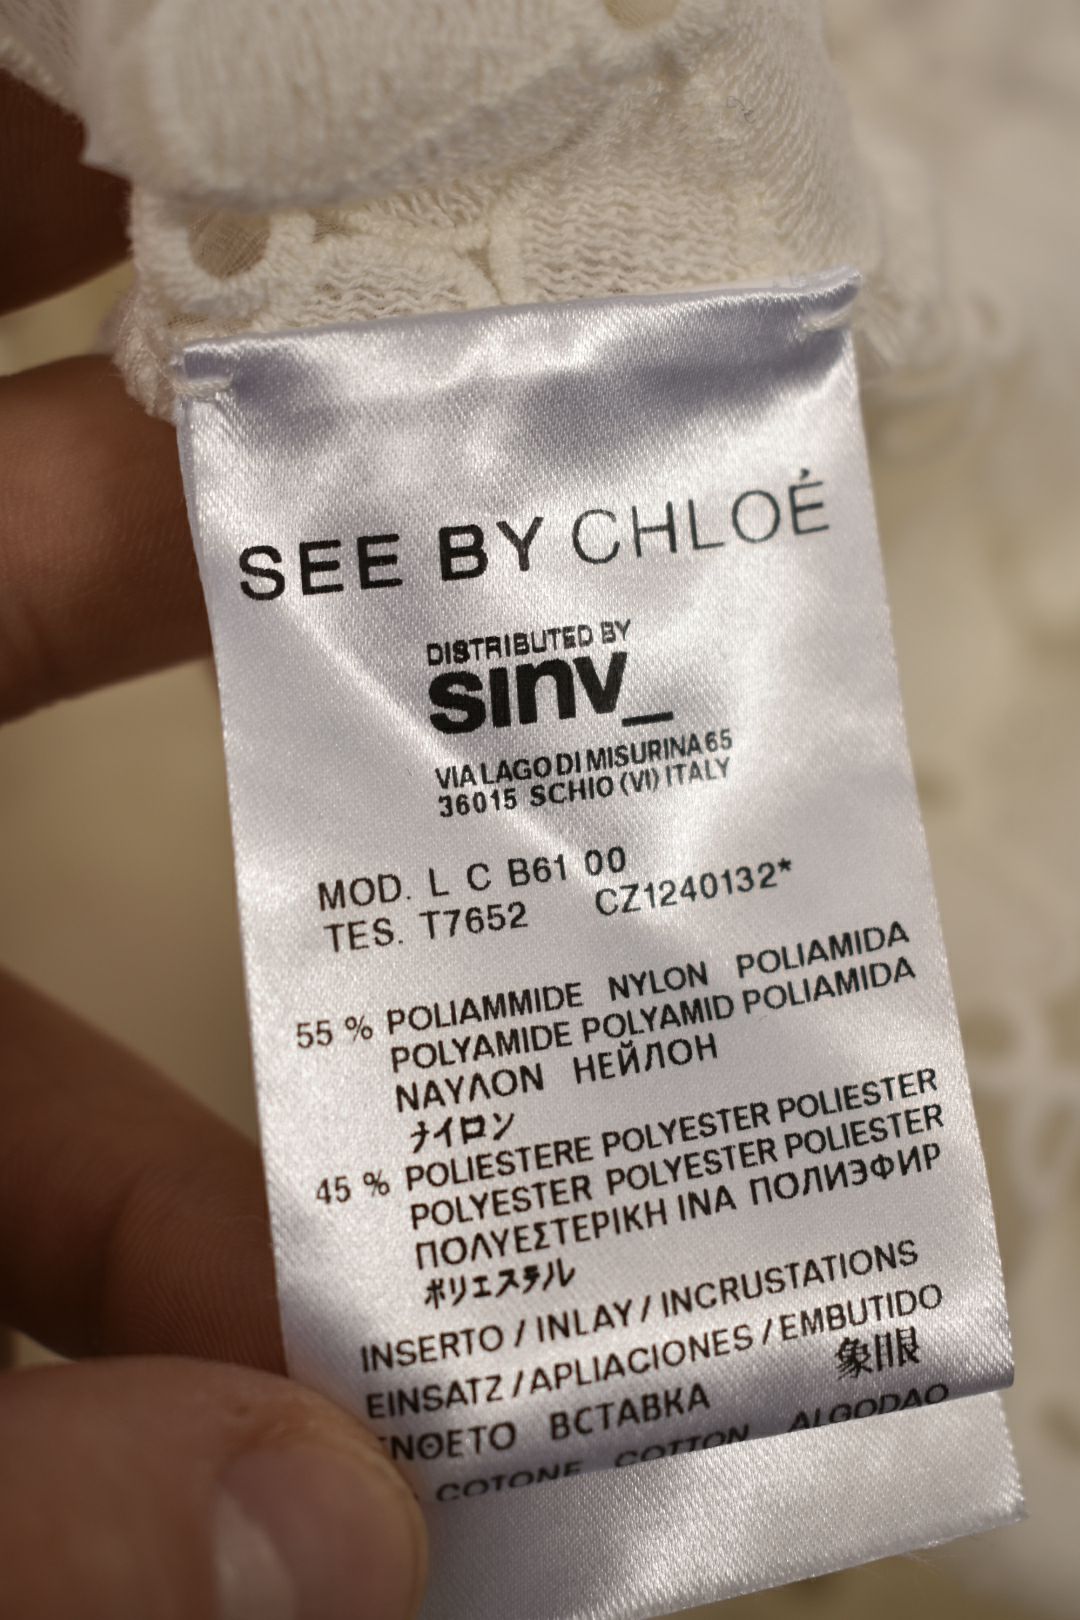 SEE BY CHLOÉ
DISTRIBUTED BY
sınv_
VIA LAGO DI MISURINA 65
36015 SCHIO (VI) ITALY
MOD. L C B61 00
TES. T7652 CZ1240132*
55 % POLIAMMIDE NYLON POLIAMIDA
POLYAMIDE POLYAMID POLIAMIDA
ΝΑΥΛΟΝ НЕЙЛОН
ナイロン
45 % POLIESTERE POLYESTER POLIESTER
POLYESTER POLYESTER POLIESTER
ΠΟΛΥΕΣΤΕΡΙΚΗ ΙΝΑ ПОЛИЭФИР
ポリエステル
INSERTO / INLAY / INCRUSTATIONS
EINSATZ / APLIACIONES / EMBUTIDO
ΕΝΘΕΤΟ ВСТАВКА 象眼
COTONE COTTON ALGODAO